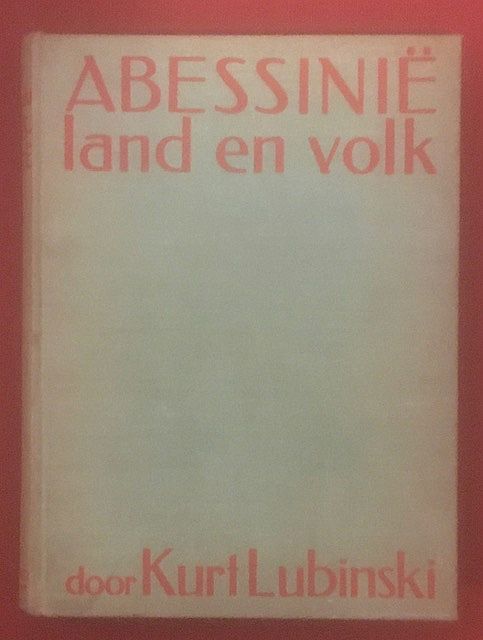 ABESSINIË
land en volk
door Kurt Lubinski